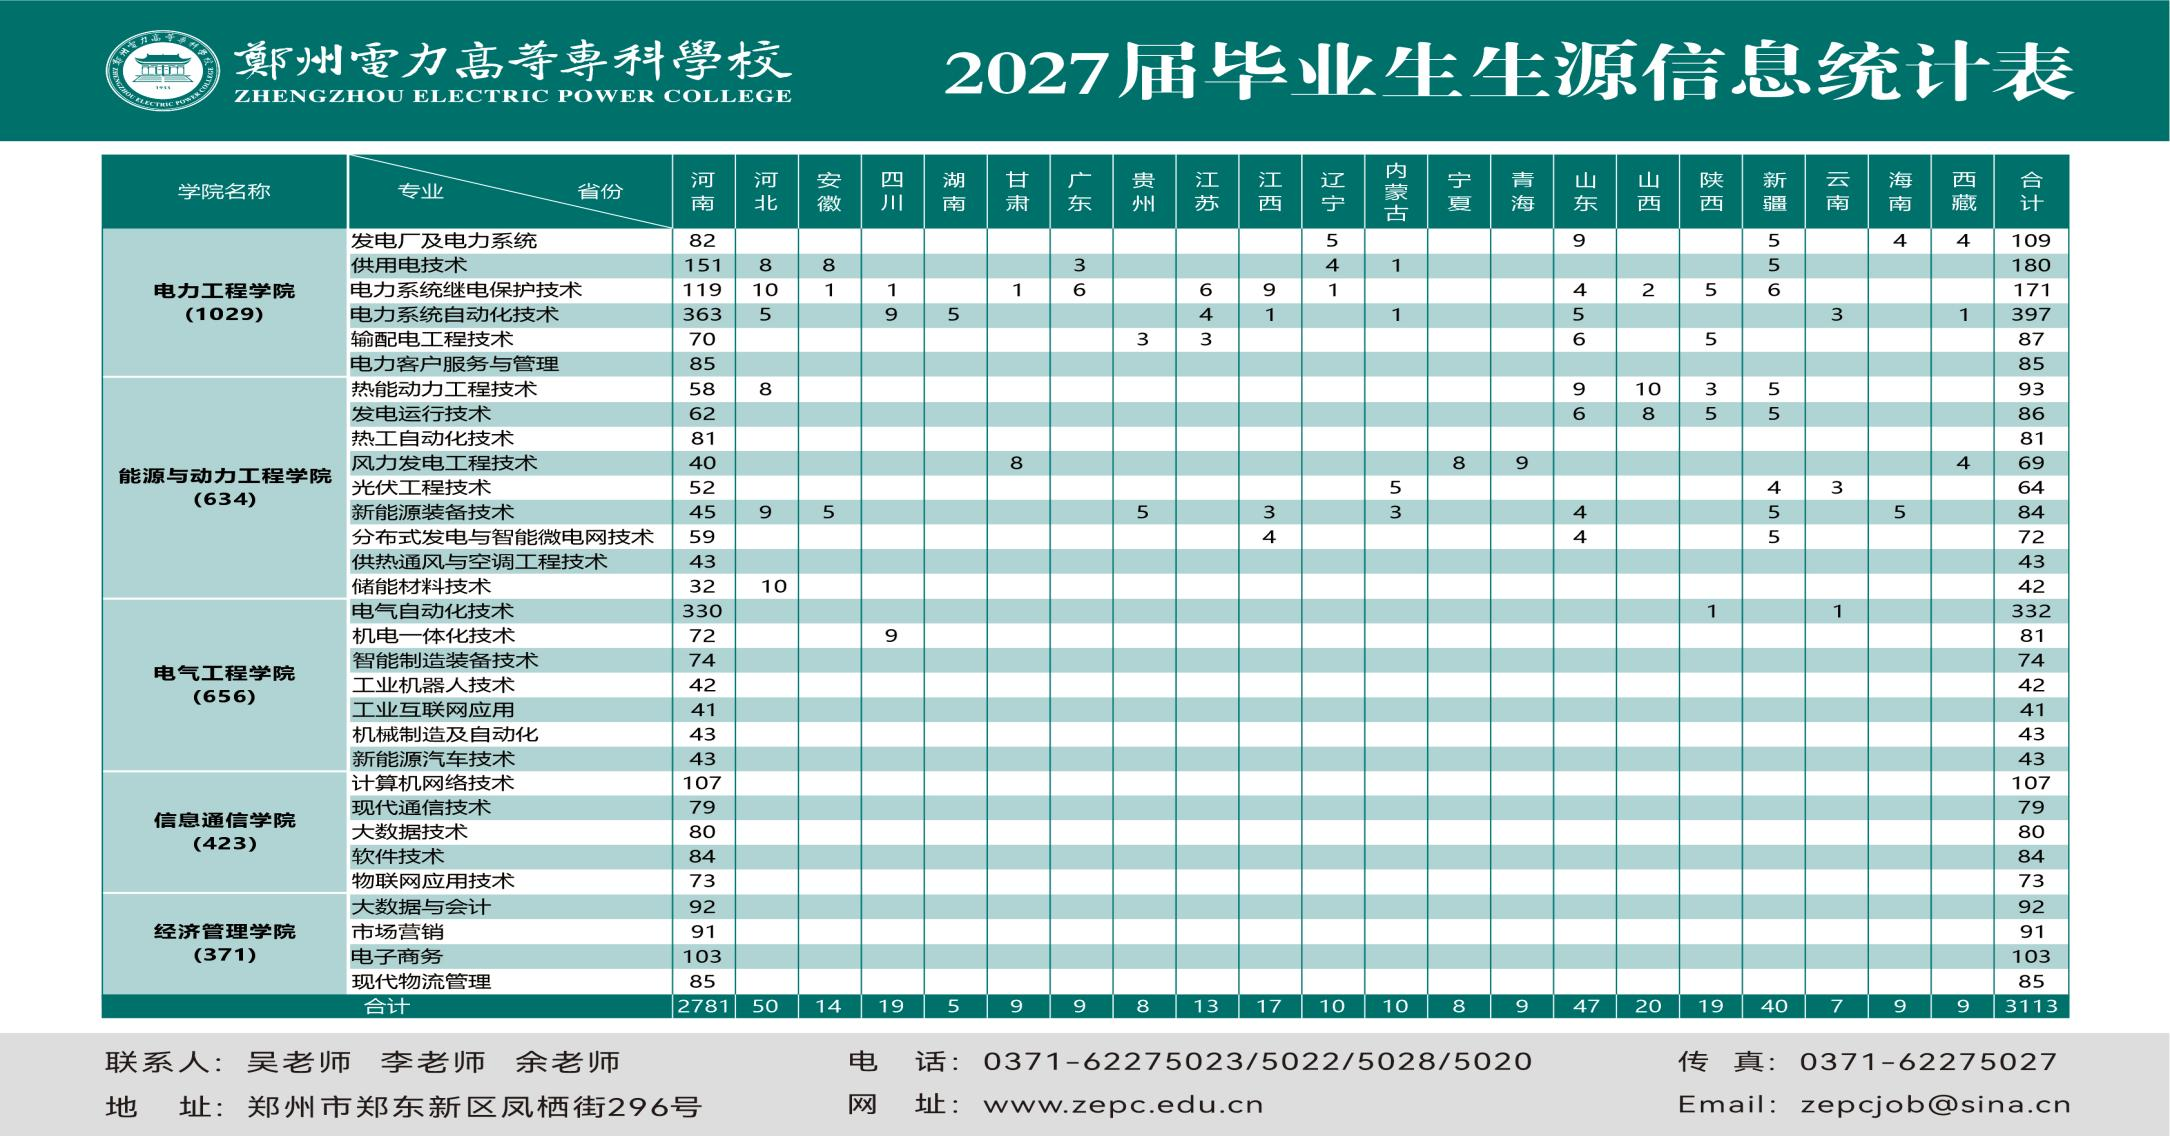 鄭州電力高等專科學校
ZHENGZHOU ELECTRIC POWER COLLEGE
2027届毕业生生源信息统计表
学院名称 专业 省份 河南 河北 安徽 四川 湖南 甘肃 广东 贵州 江苏 江西 辽宁 内蒙古 宁夏 青海 山东 山西 陕西 新疆 云南 海南 西藏 合计
电力工程学院
(1029)
发电厂及电力系统 82 5 9 5 4 4 109
供用电技术 151 8 8 3 4 1 5 180
电力系统继电保护技术 119 10 1 1 1 6 6 9 1 4 2 5 6 171
电力系统自动化技术 363 5 9 5 4 1 1 5 3 1 397
输配电工程技术 70 3 3 6 5 87
电力客户服务与管理 85 85
能源与动力工程学院
(634)
热能动力工程技术 58 8 9 10 3 5 93
发电运行技术 62 6 8 5 5 86
热工自动化技术 81 81
风力发电工程技术 40 8 8 9 4 69
光伏工程技术 52 5 4 3 64
新能源装备技术 45 9 5 5 3 3 4 5 5 84
分布式发电与智能微电网技术 59 4 4 5 72
供热通风与空调工程技术 43 43
储能材料技术 32 10 42
电气工程学院
(656)
电气自动化技术 330 1 1 332
机电一体化技术 72 9 81
智能制造装备技术 74 74
工业机器人技术 42 42
工业互联网应用 41 41
机械制造及自动化 43 43
新能源汽车技术 43 43
信息通信学院
(423)
计算机网络技术 107 107
现代通信技术 79 79
大数据技术 80 80
软件技术 84 84
物联网应用技术 73 73
经济管理学院
(371)
大数据与会计 92 92
市场营销 91 91
电子商务 103 103
现代物流管理 85 85
合计 2781 50 14 19 5 9 9 8 13 17 10 10 8 9 47 20 19 40 7 9 9 3113
联系人: 吴老师 李老师 余老师 电 话: 0371-62275023/5022/5028/5020 传 真: 0371-62275027
地 址: 郑州市郑东新区凤栖街296号 网 址: www.zepc.edu.cn Email: zepcjob@sina.cn